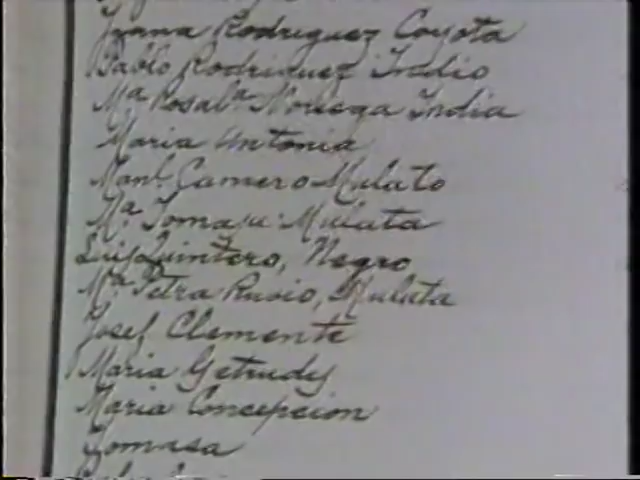 Juana Rodriguez Coyota
Pablo Rodriguez Indio
Mª Rosalª Noriega India
Maria Antonia
Manl. Camero Mulato
Mª. Tomasa Mulata
Luis Quintero, Negro
Mª Petra Rubio, Mulata
Josef Clemente
Maria Getrudis
Maria Concepcion
Tomasa